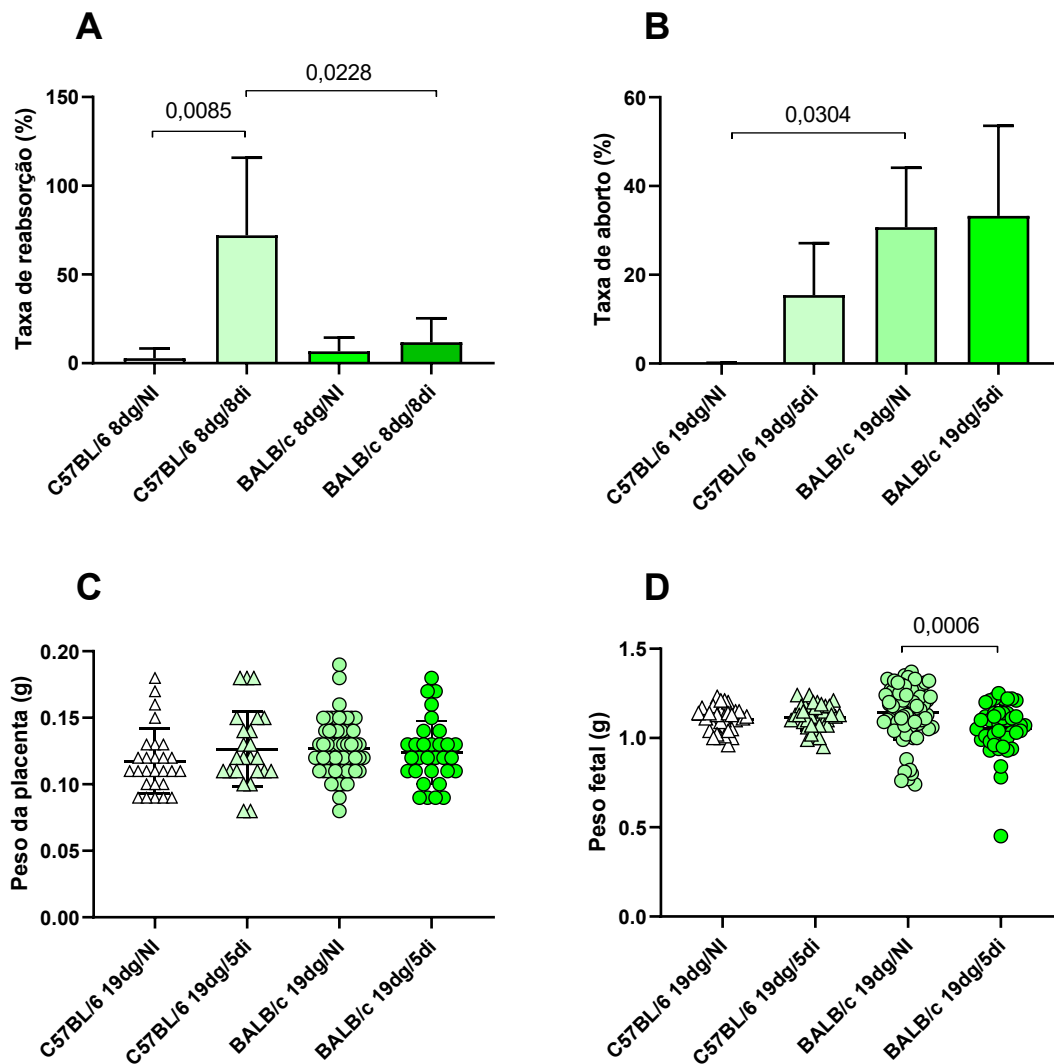 A
0,0228
0,0085
Taxa de reabsorção (%)
150
100
50
0
C57BL/6 8dg/NI
C57BL/6 8dg/8di
BALB/c 8dg/NI
BALB/c 8dg/8di
B
0,0304
Taxa de aborto (%)
60
40
20
0
C57BL/6 19dg/NI
C57BL/6 19dg/5di
BALB/c 19dg/NI
BALB/c 19dg/5di
C
Peso da placenta (g)
0.20
0.15
0.10
0.05
0.00
C57BL/6 19dg/NI
C57BL/6 19dg/5di
BALB/c 19dg/NI
BALB/c 19dg/5di
D
0,0006
Peso fetal (g)
1.5
1.0
0.5
0.0
C57BL/6 19dg/NI
C57BL/6 19dg/5di
BALB/c 19dg/NI
BALB/c 19dg/5di